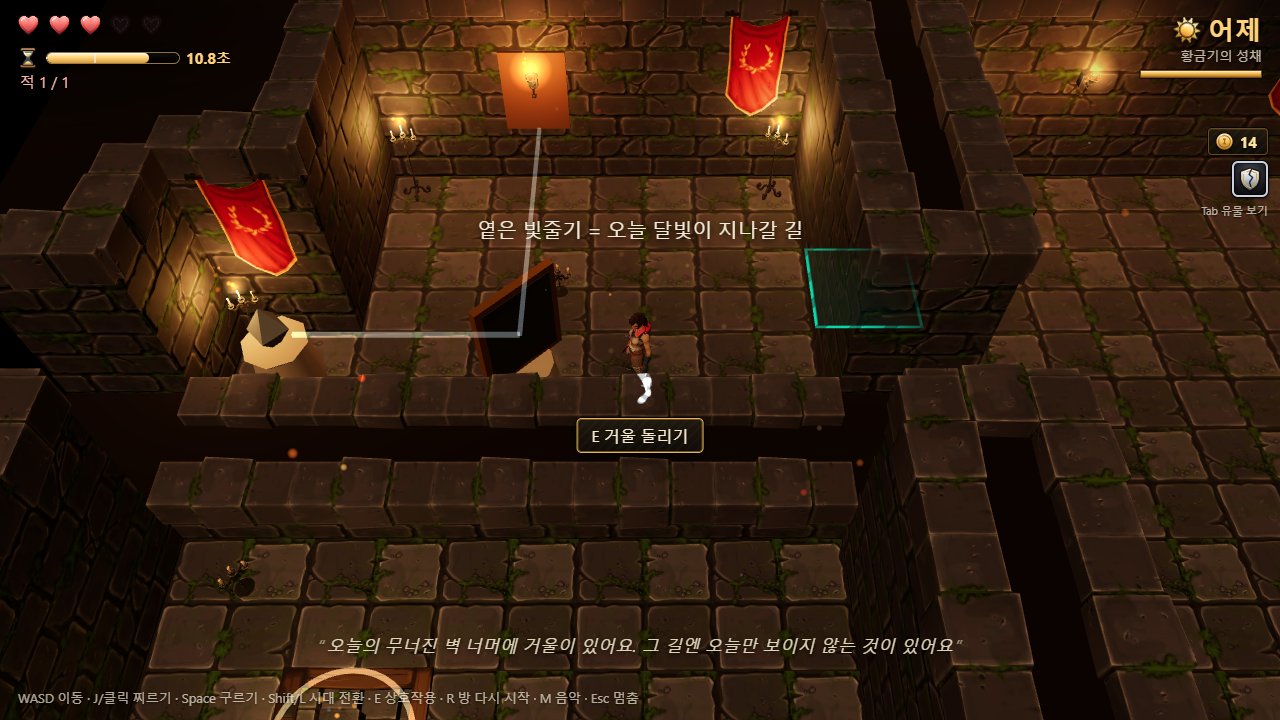 어제
황금기의 성채
10.8초
적 1 / 1
14
Tab 유물 보기
옅은 빛줄기 = 오늘 달빛이 지나갈 길
E 거울 돌리기
“오늘의 무너진 벽 너머에 거울이 있어요. 그 길엔 오늘만 보이지 않는 것이 있어요”
WASD 이동 · J/클릭 찌르기 · Space 구르기 · Shift/L 시대 전환 · E 상호작용 · R 방 다시 시작 · M 음악 · Esc 멈춤